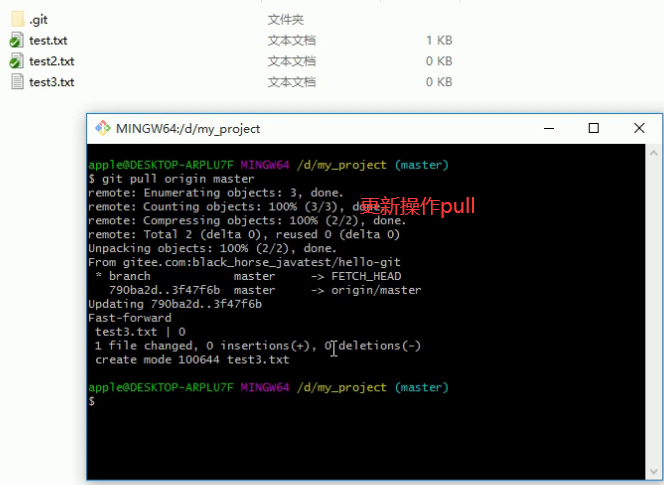 .git 文件夹
test.txt 文本文档 1 KB
test2.txt 文本文档 0 KB
test3.txt 文本文档 0 KB
MINGW64:/d/my_project
apple@DESKTOP-ARPLU7F MINGW64 /d/my_project (master)
$ git pull origin master
remote: Enumerating objects: 3, done.
remote: Counting objects: 100% (3/3), done.
更新操作pull
remote: Compressing objects: 100% (2/2), done.
remote: Total 2 (delta 0), reused 0 (delta 0)
Unpacking objects: 100% (2/2), done.
From gitee.com:black_horse_javatest/hello-git
* branch master -> FETCH_HEAD
790ba2d..3f47f6b master -> origin/master
Updating 790ba2d..3f47f6b
Fast-forward
test3.txt | 0
1 file changed, 0 insertions(+), 0 deletions(-)
create mode 100644 test3.txt
apple@DESKTOP-ARPLU7F MINGW64 /d/my_project (master)
$